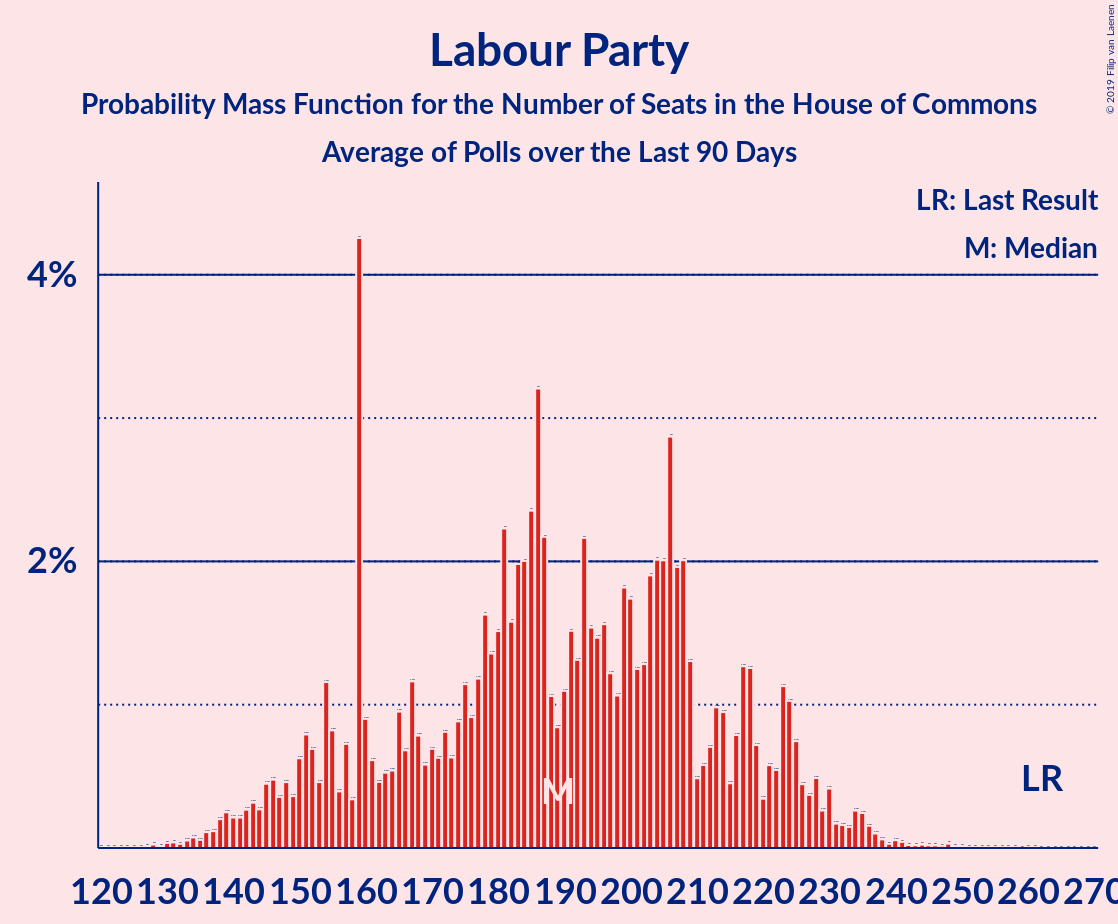 Labour Party
Probability Mass Function for the Number of Seats in the House of Commons
Average of Polls over the Last 90 Days
© 2019 Filip van Laenen
LR: Last Result
M: Median
4%
2%
M
LR
120 130 140 150 160 170 180 190 200 210 220 230 240 250 260 270